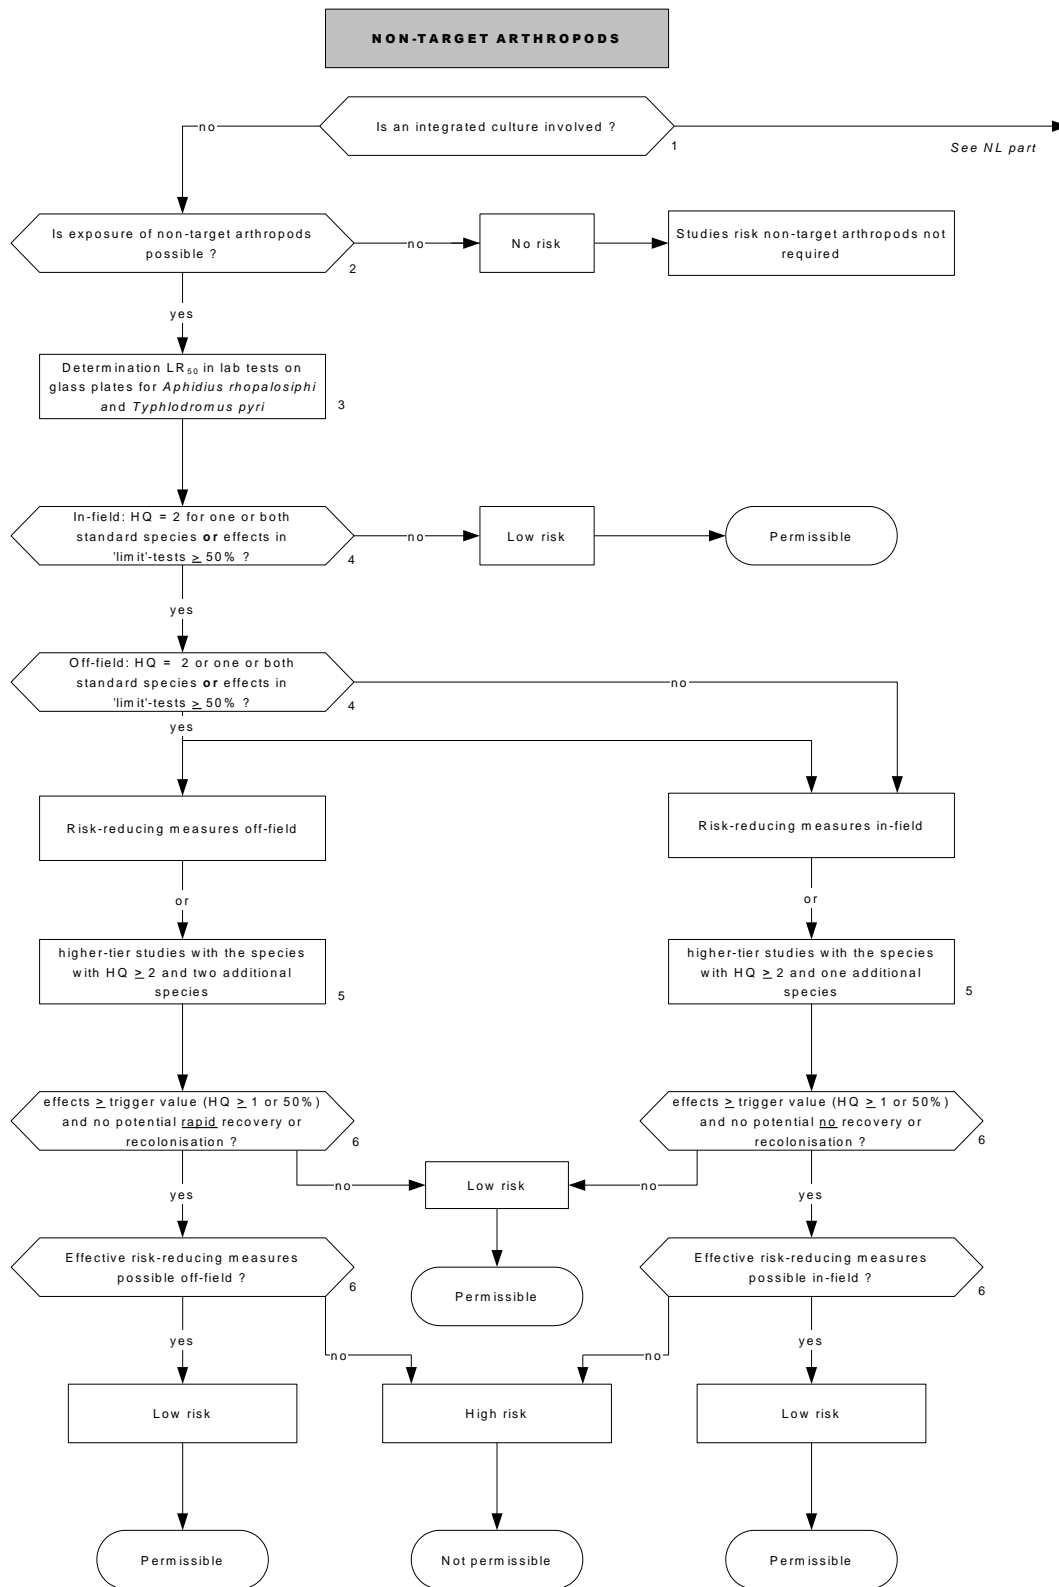 NON-TARGET ARTHROPODS
Is an integrated culture involved ?
1
no
See NL part
Is exposure of non-target arthropods
possible ?
2
no
No risk
Studies risk non-target arthropods not
required
yes
Determination LR50 in lab tests on
glass plates for Aphidius rhopalosiphi
and Typhlodromus pyri
3
In-field: HQ = 2 for one or both
standard species or effects in
'limit'-tests ≥ 50% ?
4
no
Low risk
Permissible
yes
Off-field: HQ = 2 or one or both
standard species or effects in
'limit'-tests ≥ 50% ?
4
no
yes
Risk-reducing measures off-field
Risk-reducing measures in-field
or
or
higher-tier studies with the species
with HQ ≥ 2 and two additional
species
5
higher-tier studies with the species
with HQ ≥ 2 and one additional
species
5
effects ≥ trigger value (HQ ≥ 1 or 50%)
and no potential rapid recovery or
recolonisation ?
6
effects ≥ trigger value (HQ ≥ 1 or 50%)
and no potential no recovery or
recolonisation ?
6
no
Low risk
no
yes
yes
Effective risk-reducing measures
possible off-field ?
6
Permissible
Effective risk-reducing measures
possible in-field ?
6
yes
no
no
yes
Low risk
High risk
Low risk
Permissible
Not permissible
Permissible